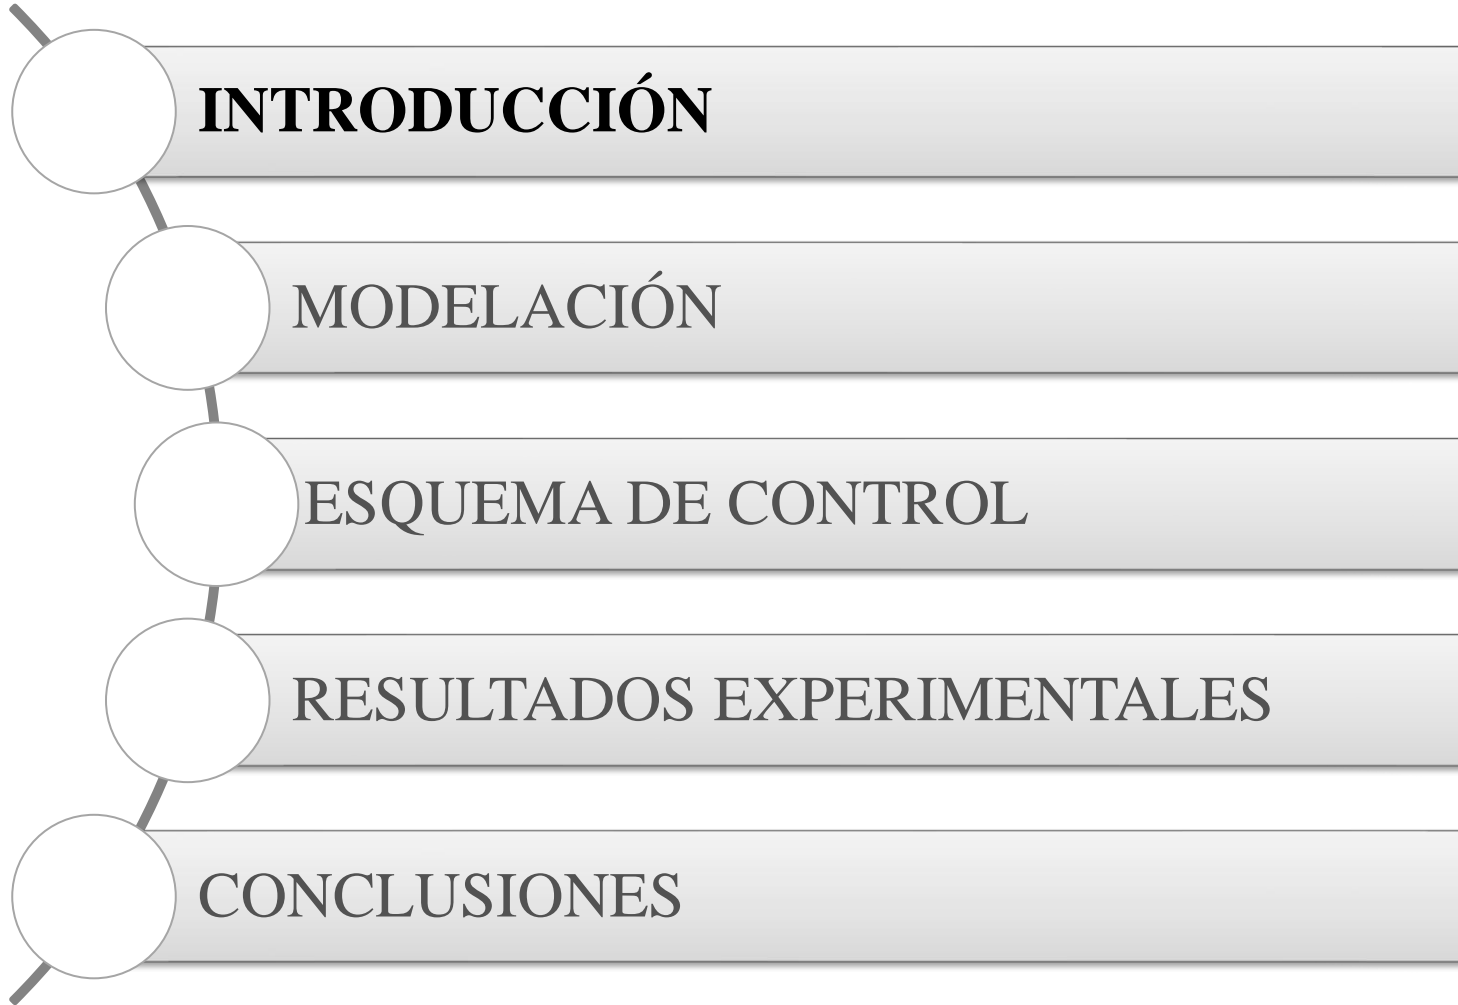 INTRODUCCIÓN
MODELACIÓN
ESQUEMA DE CONTROL
RESULTADOS EXPERIMENTALES
CONCLUSIONES